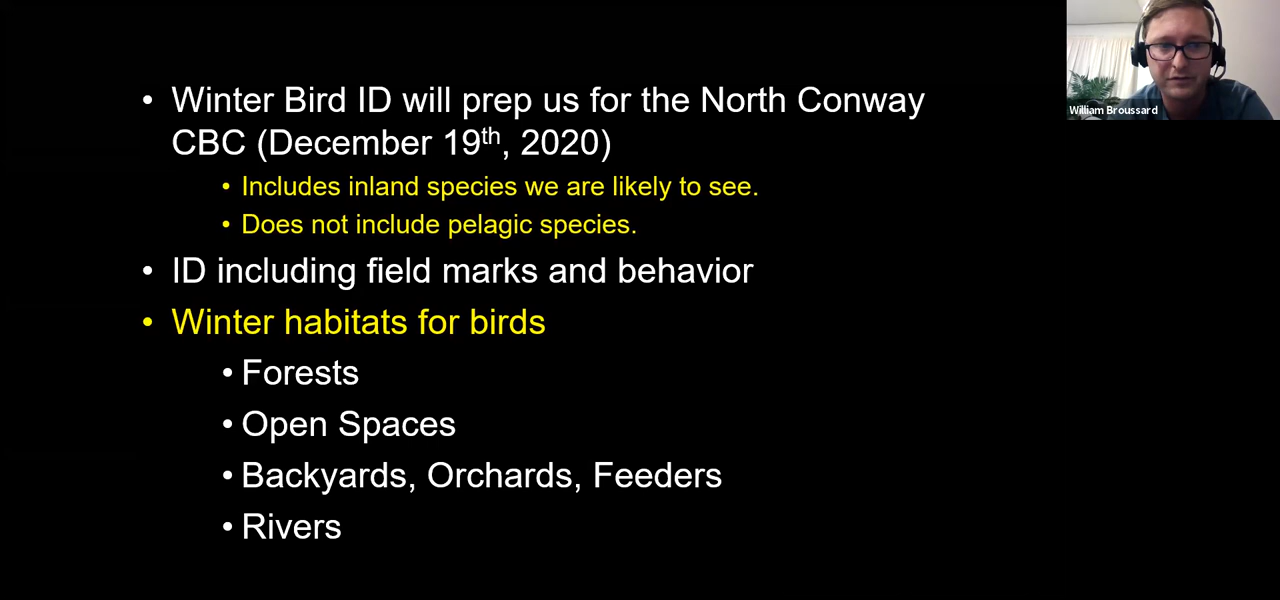 • Winter Bird ID will prep us for the North Conway
CBC (December 19th, 2020)
• Includes inland species we are likely to see.
• Does not include pelagic species.
• ID including field marks and behavior
• Winter habitats for birds
• Forests
• Open Spaces
• Backyards, Orchards, Feeders
• Rivers
William Broussard